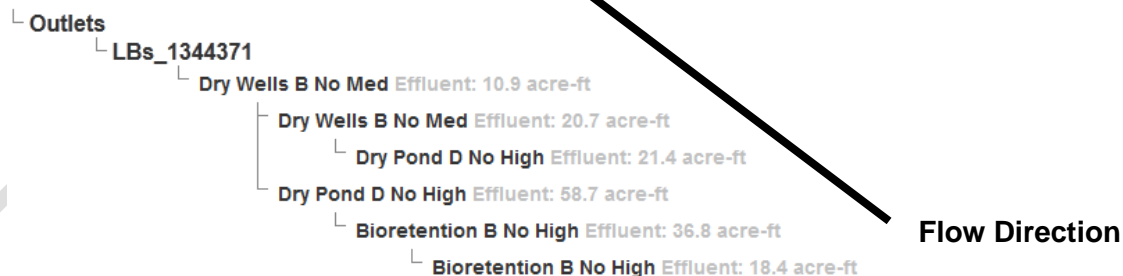 Outlets
LBs_1344371
Dry Wells B No Med Effluent: 10.9 acre-ft
Dry Wells B No Med Effluent: 20.7 acre-ft
Dry Pond D No High Effluent: 21.4 acre-ft
Dry Pond D No High Effluent: 58.7 acre-ft
Bioretention B No High Effluent: 36.8 acre-ft
Flow Direction
Bioretention B No High Effluent: 18.4 acre-ft